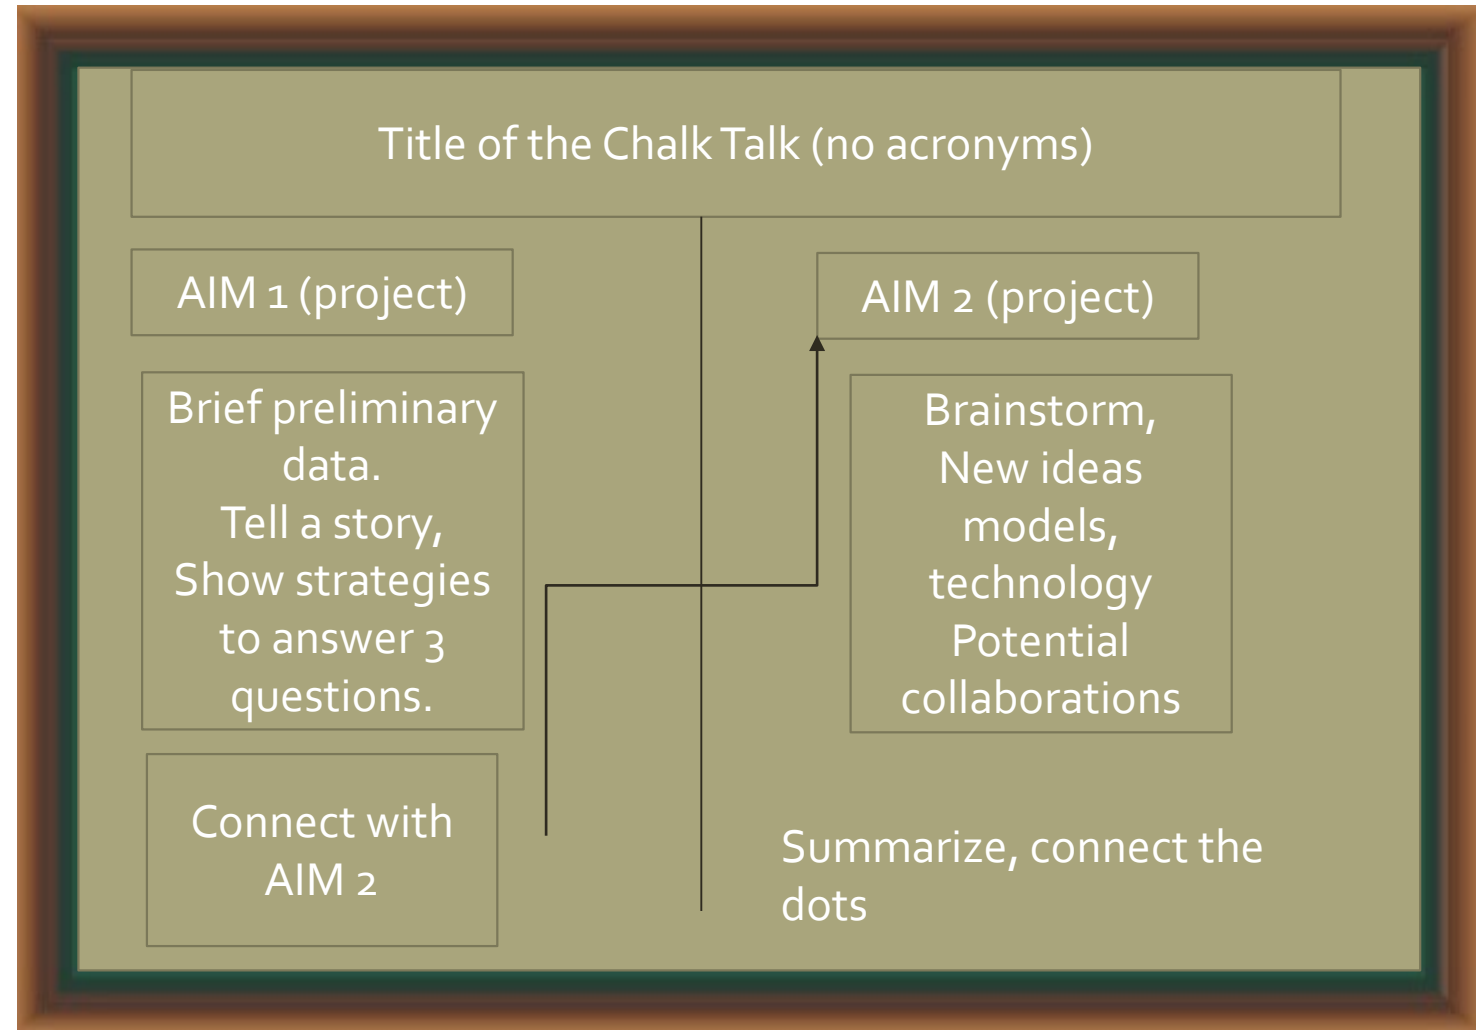 Title of the Chalk Talk (no acronyms)
AIM 1 (project)
Brief preliminary
data.
Tell a story,
Show strategies
to answer 3
questions.
Connect with
AIM 2
AIM 2 (project)
Brainstorm,
New ideas
models,
technology
Potential
collaborations
Summarize, connect the
dots